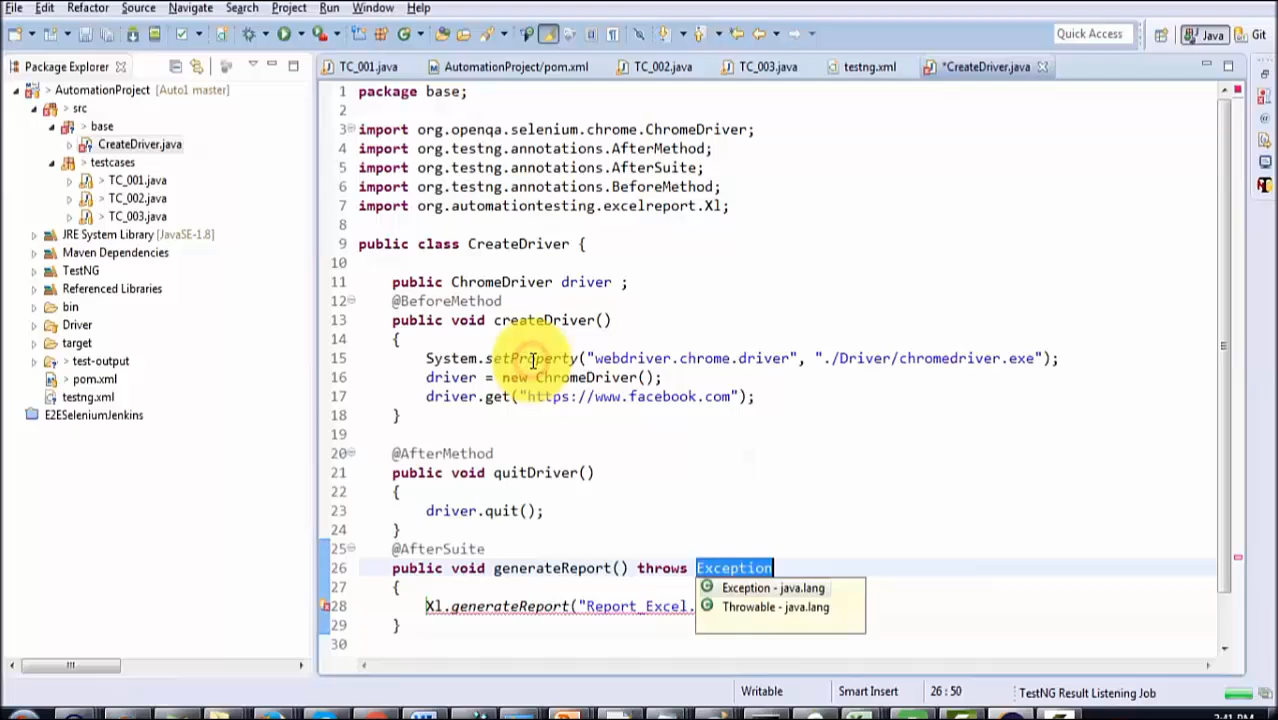 File Edit Refactor Source Navigate Search Project Run Window Help
Quick Access
Java
Git
Package Explorer
TC_001.java
AutomationProject/pom.xml
TC_002.java
TC_003.java
testng.xml
*CreateDriver.java
> AutomationProject [Auto1 master]
> src
> base
CreateDriver.java
> testcases
> TC_001.java
> TC_002.java
> TC_003.java
JRE System Library [JavaSE-1.8]
Maven Dependencies
TestNG
Referenced Libraries
> bin
Driver
target
> test-output
> pom.xml
testng.xml
E2ESeleniumJenkins
1 package base;
2
3 import org.openqa.selenium.chrome.ChromeDriver;
4 import org.testng.annotations.AfterMethod;
5 import org.testng.annotations.AfterSuite;
6 import org.testng.annotations.BeforeMethod;
7 import org.automationtesting.excelreport.Xl;
8
9 public class CreateDriver {
10
11 public ChromeDriver driver ;
12 @BeforeMethod
13 public void createDriver()
14 {
15 System.setProperty("webdriver.chrome.driver", "./Driver/chromedriver.exe");
16 driver = new ChromeDriver();
17 driver.get("https://www.facebook.com");
18 }
19
20 @AfterMethod
21 public void quitDriver()
22 {
23 driver.quit();
24 }
25 @AfterSuite
26 public void generateReport() throws Exception
27 {
28 Xl.generateReport("Report_Excel.
29 }
30
Exception - java.lang
Throwable - java.lang
Writable
Smart Insert
26 : 50
TestNG Result Listening Job